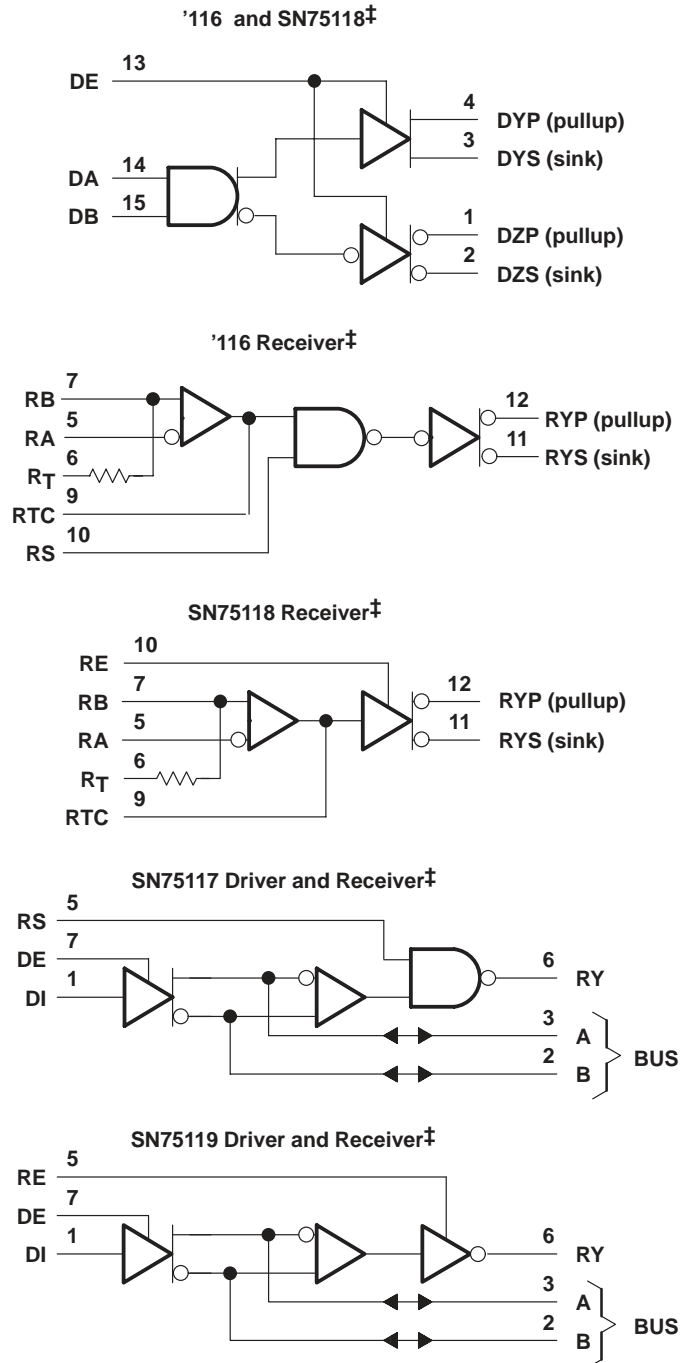 '116 and SN75118‡
13
DE
4
DYP (pullup)
3
DYS (sink)
14
DA
15
DB
1
DZP (pullup)
2
DZS (sink)
'116 Receiver‡
7
RB
5
RA
6
RT
9
RTC
10
RS
12
RYP (pullup)
11
RYS (sink)
SN75118 Receiver‡
10
RE
7
RB
5
RA
6
RT
9
RTC
12
RYP (pullup)
11
RYS (sink)
SN75117 Driver and Receiver‡
5
RS
7
DE
1
DI
6
RY
3
A
2
B
BUS
SN75119 Driver and Receiver‡
5
RE
7
DE
1
DI
6
RY
3
A
2
B
BUS